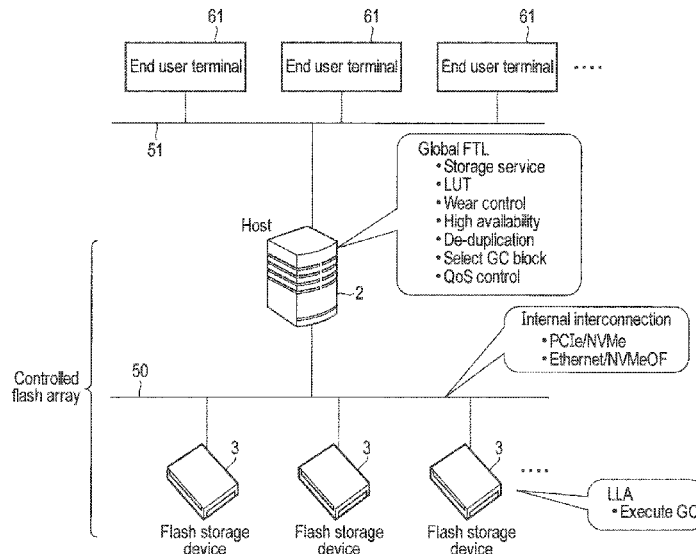 61 61 61
End user terminal End user terminal End user terminal ....
51
Global FTL
• Storage service
• LUT
• Wear control
• High availability
• De-duplication
• Select GC block
• QoS control
Host
2
Internal interconnection
• PCIe/NVMe
• Ethernet/NVMeOF
Controlled
flash array
50
3 3 3
....
LLA
• Execute GC
Flash storage Flash storage Flash storage
device device device